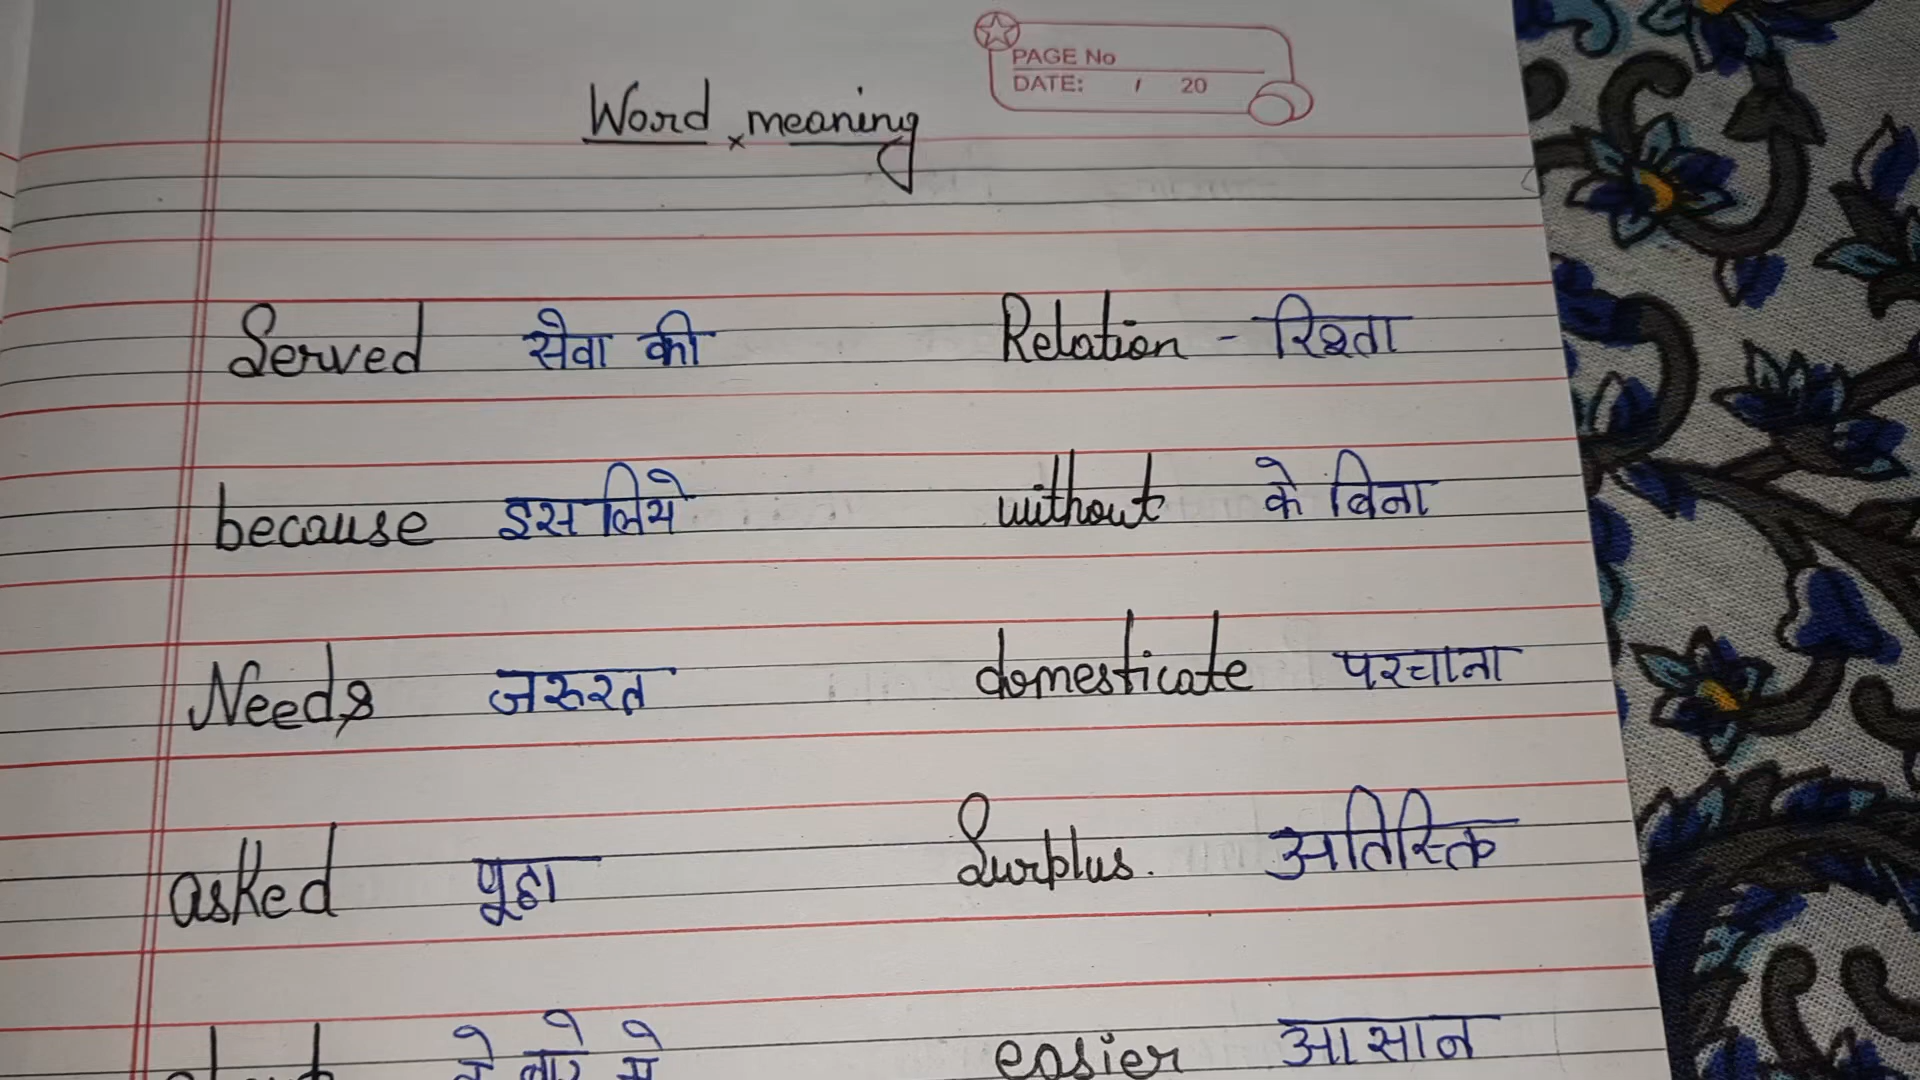 PAGE No
DATE: / 20
Word meaning
Served सेवा की Relation - रिश्ता
because इसलिये without के बिना
Needs जरूरत domesticate परचाना
asked पूछा Surplus. अतिरिक्त
easier आसान